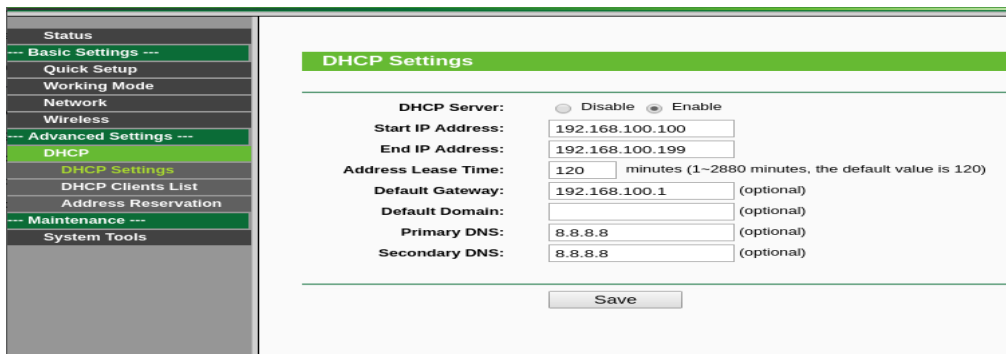 Status
--- Basic Settings ---
Quick Setup
Working Mode
Network
Wireless
--- Advanced Settings ---
DHCP
DHCP Settings
DHCP Clients List
Address Reservation
--- Maintenance ---
System Tools
DHCP Settings
DHCP Server: Disable Enable
Start IP Address: 192.168.100.100
End IP Address: 192.168.100.199
Address Lease Time: 120 minutes (1~2880 minutes, the default value is 120)
Default Gateway: 192.168.100.1 (optional)
Default Domain: (optional)
Primary DNS: 8.8.8.8 (optional)
Secondary DNS: 8.8.8.8 (optional)
Save